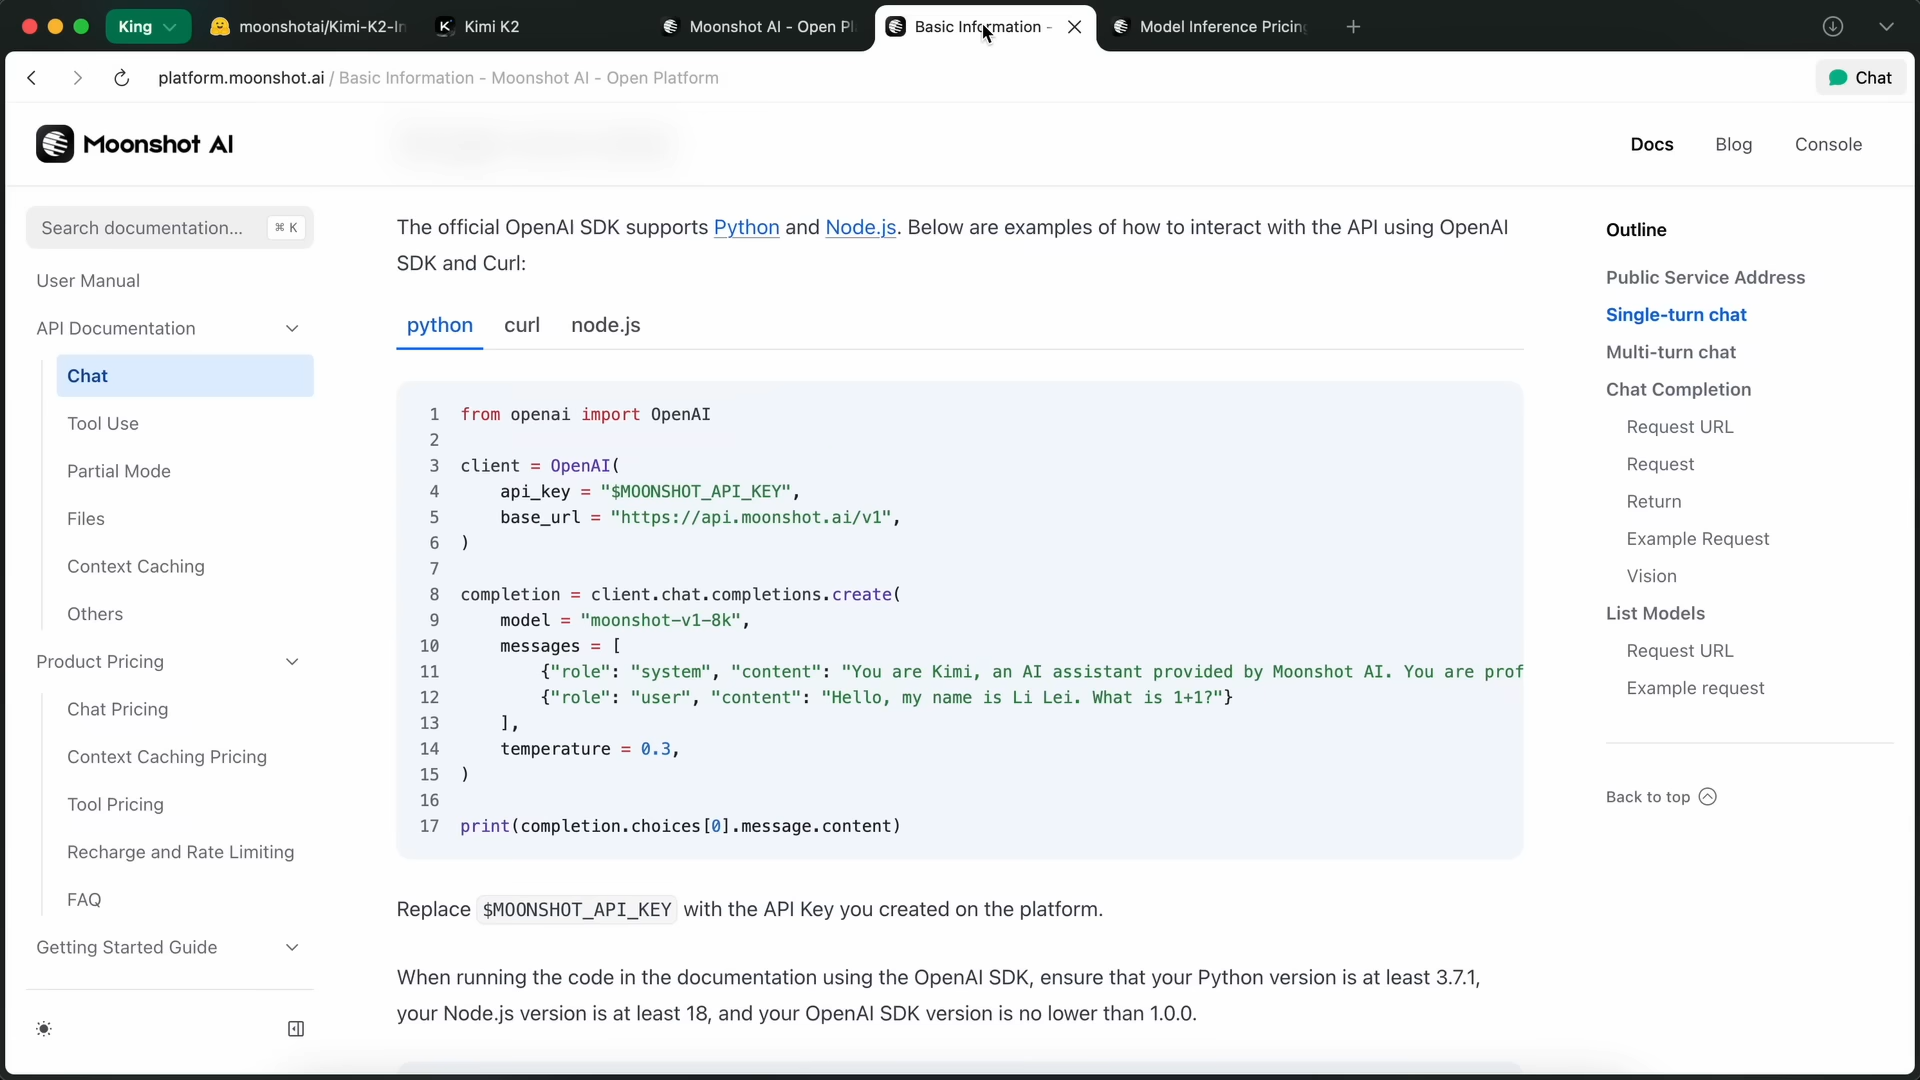 King
moonshotai/Kimi-K2-In
Kimi K2
Moonshot AI - Open Pl
Basic Information -
Model Inference Pricing
platform.moonshot.ai / Basic Information - Moonshot AI - Open Platform
Chat
Moonshot AI
Docs
Blog
Console
Search documentation...
⌘ K
User Manual
API Documentation
Chat
Tool Use
Partial Mode
Files
Context Caching
Others
Product Pricing
Chat Pricing
Context Caching Pricing
Tool Pricing
Recharge and Rate Limiting
FAQ
Getting Started Guide
The official OpenAI SDK supports Python and Node.js. Below are examples of how to interact with the API using OpenAI
SDK and Curl:
python
curl
node.js
1 from openai import OpenAI
2
3 client = OpenAI(
4     api_key = "$MOONSHOT_API_KEY",
5     base_url = "https://api.moonshot.ai/v1",
6 )
7
8 completion = client.chat.completions.create(
9     model = "moonshot-v1-8k",
10     messages = [
11         {"role": "system", "content": "You are Kimi, an AI assistant provided by Moonshot AI. You are prof
12         {"role": "user", "content": "Hello, my name is Li Lei. What is 1+1?"}
13     ],
14     temperature = 0.3,
15 )
16
17 print(completion.choices[0].message.content)
Replace $MOONSHOT_API_KEY with the API Key you created on the platform.
When running the code in the documentation using the OpenAI SDK, ensure that your Python version is at least 3.7.1,
your Node.js version is at least 18, and your OpenAI SDK version is no lower than 1.0.0.
Outline
Public Service Address
Single-turn chat
Multi-turn chat
Chat Completion
Request URL
Request
Return
Example Request
Vision
List Models
Request URL
Example request
Back to top